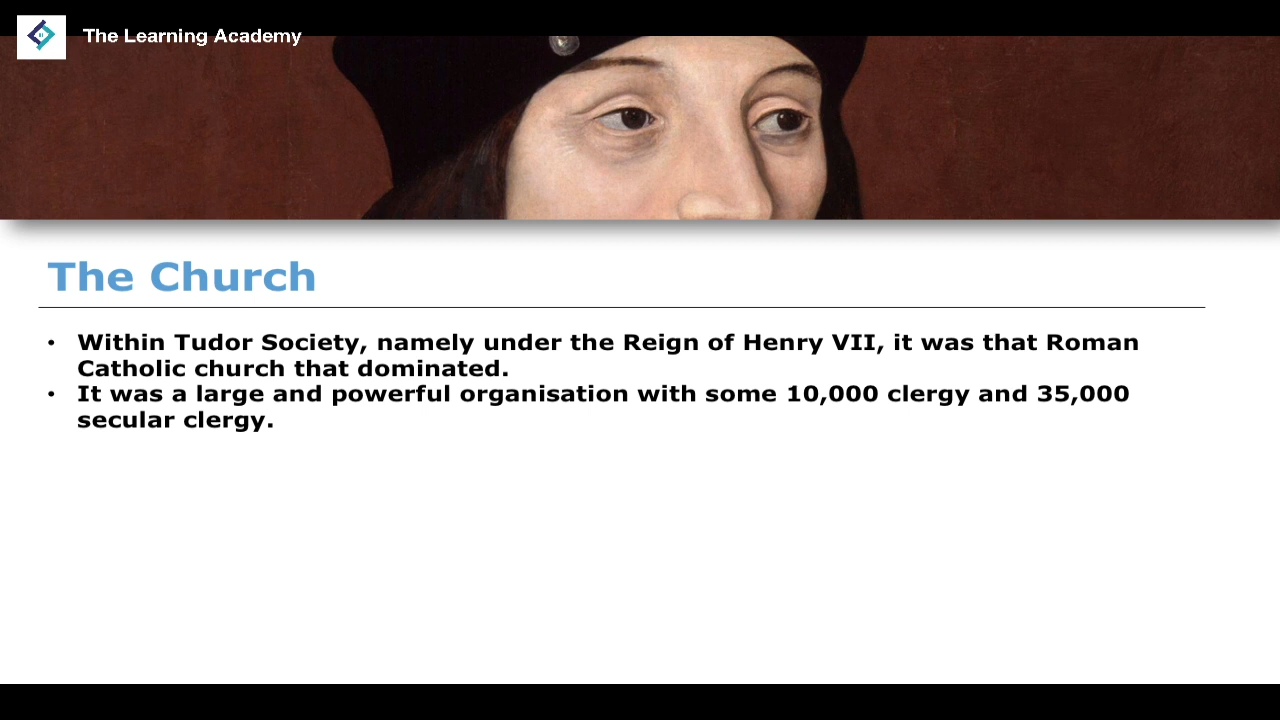 The Learning Academy
The Church
• Within Tudor Society, namely under the Reign of Henry VII, it was that Roman
Catholic church that dominated.
• It was a large and powerful organisation with some 10,000 clergy and 35,000
secular clergy.